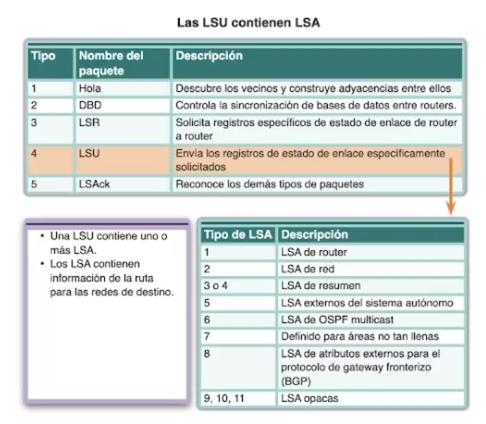 Las LSU contienen LSA
Tipo Nombre del paquete Descripción
1 Hola Descubre los vecinos y construye adyacencias entre ellos
2 DBD Controla la sincronización de bases de datos entre routers.
3 LSR Solicita registros específicos de estado de enlace de router
a router
4 LSU Envía los registros de estado de enlace específicamente
solicitados
5 LSAck Reconoce los demás tipos de paquetes
• Una LSU contiene uno o
más LSA.
• Los LSA contienen
información de la ruta
para las redes de destino.
Tipo de LSA Descripción
1 LSA de router
2 LSA de red
3 o 4 LSA de resumen
5 LSA externos del sistema autónomo
6 LSA de OSPF multicast
7 Definido para áreas no tan llenas
8 LSA de atributos externos para el
protocolo de gateway fronterizo
(BGP)
9, 10, 11 LSA opacas